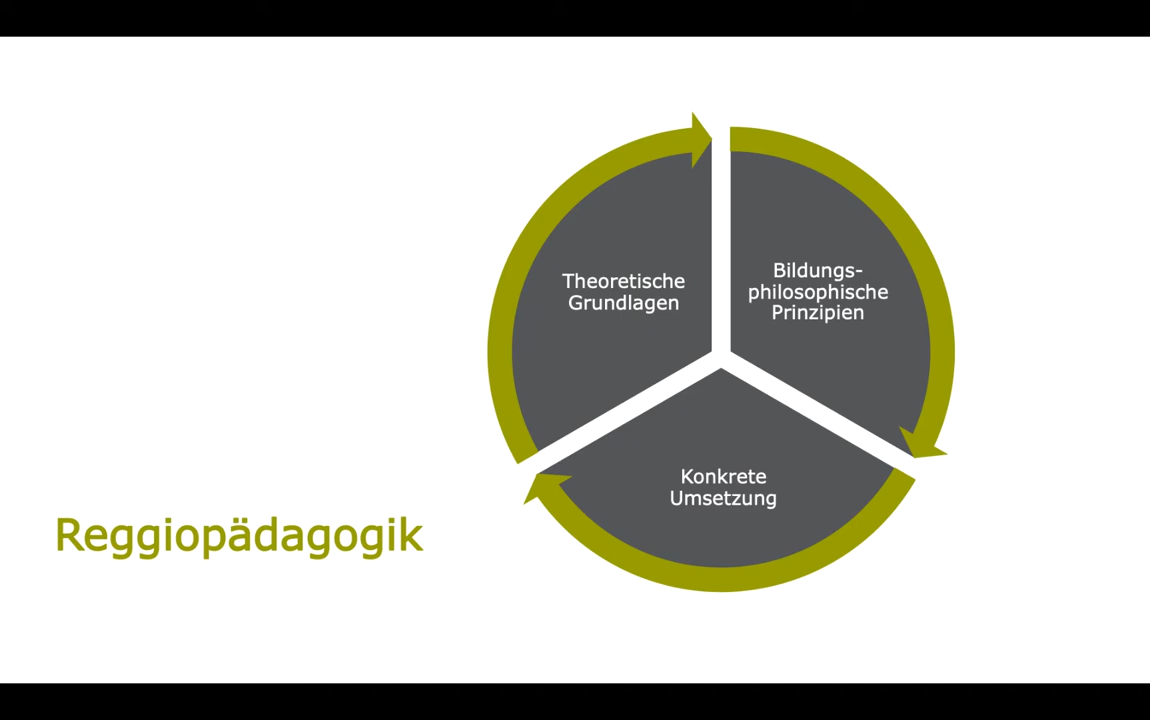 Theoretische
Grundlagen
Bildungs-
philosophische
Prinzipien
Konkrete
Umsetzung
Reggiopädagogik